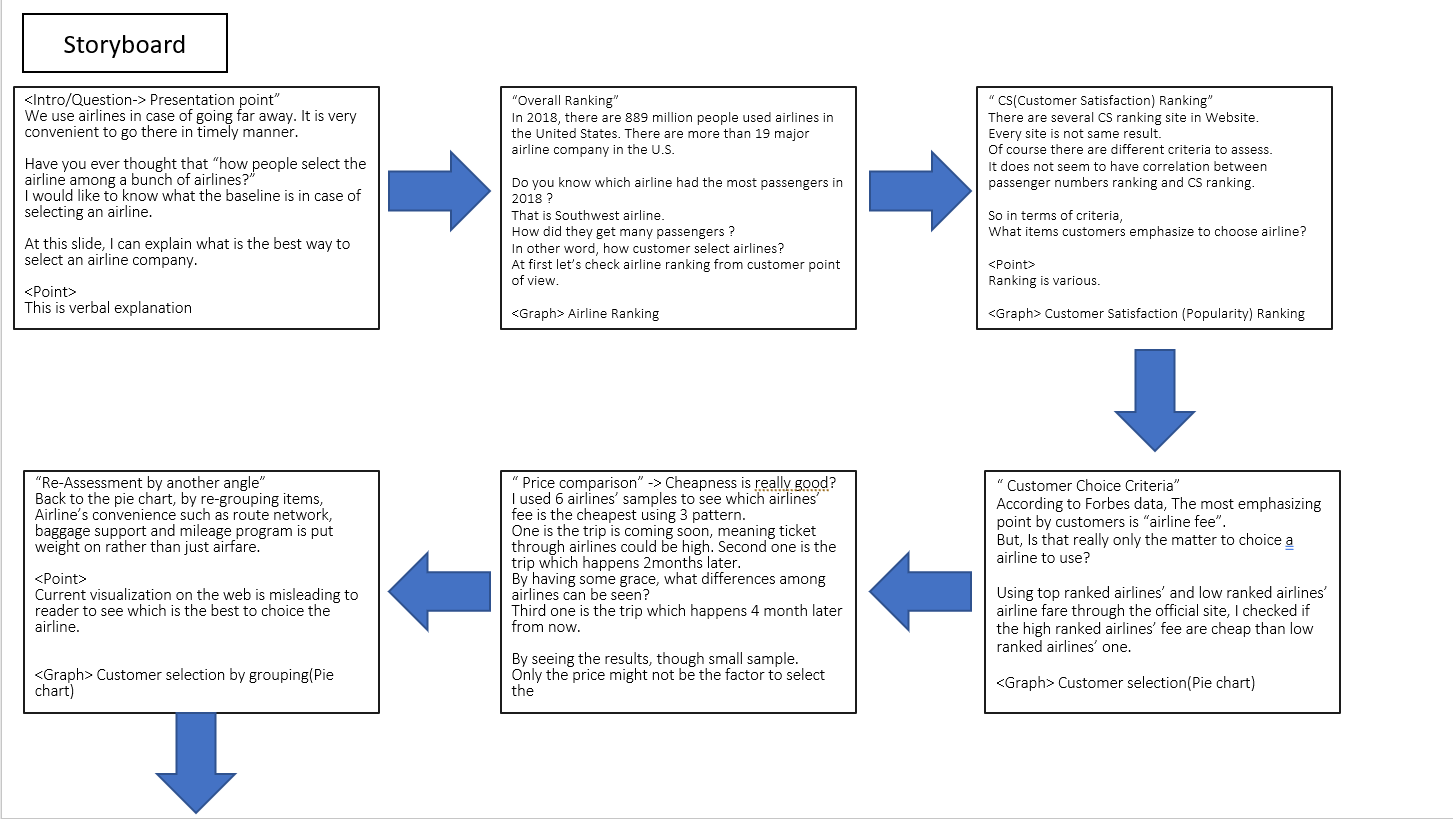 Storyboard
<Intro/Question-> Presentation point”
We use airlines in case of going far away. It is very
convenient to go there in timely manner.
Have you ever thought that “how people select the
airline among a bunch of airlines?”
I would like to know what the baseline is in case of
selecting an airline.
At this slide, I can explain what is the best way to
select an airline company.
<Point>
This is verbal explanation
“Overall Ranking”
In 2018, there are 889 million people used airlines in
the United States. There are more than 19 major
airline company in the U.S.
Do you know which airline had the most passengers in
2018 ?
That is Southwest airline.
How did they get many passengers ?
In other word, how customer select airlines?
At first let’s check airline ranking from customer point
of view.
<Graph> Airline Ranking
“ CS(Customer Satisfaction) Ranking”
There are several CS ranking site in Website.
Every site is not same result.
Of course there are different criteria to assess.
It does not seem to have correlation between
passenger numbers ranking and CS ranking.
So in terms of criteria,
What items customers emphasize to choose airline?
<Point>
Ranking is various.
<Graph> Customer Satisfaction (Popularity) Ranking
“ Customer Choice Criteria”
According to Forbes data, The most emphasizing
point by customers is “airline fee”.
But, Is that really only the matter to choice a
airline to use?
Using top ranked airlines’ and low ranked airlines’
airline fare through the official site, I checked if
the high ranked airlines’ fee are cheap than low
ranked airlines’ one.
<Graph> Customer selection(Pie chart)
“ Price comparison” -> Cheapness is really good?
I used 6 airlines’ samples to see which airlines’
fee is the cheapest using 3 pattern.
One is the trip is coming soon, meaning ticket
through airlines could be high. Second one is the
trip which happens 2months later.
By having some grace, what differences among
airlines can be seen?
Third one is the trip which happens 4 month later
from now.
By seeing the results, though small sample.
Only the price might not be the factor to select
the
“Re-Assessment by another angle”
Back to the pie chart, by re-grouping items,
Airline’s convenience such as route network,
baggage support and mileage program is put
weight on rather than just airfare.
<Point>
Current visualization on the web is misleading to
reader to see which is the best to choice the
airline.
<Graph> Customer selection by grouping(Pie
chart)